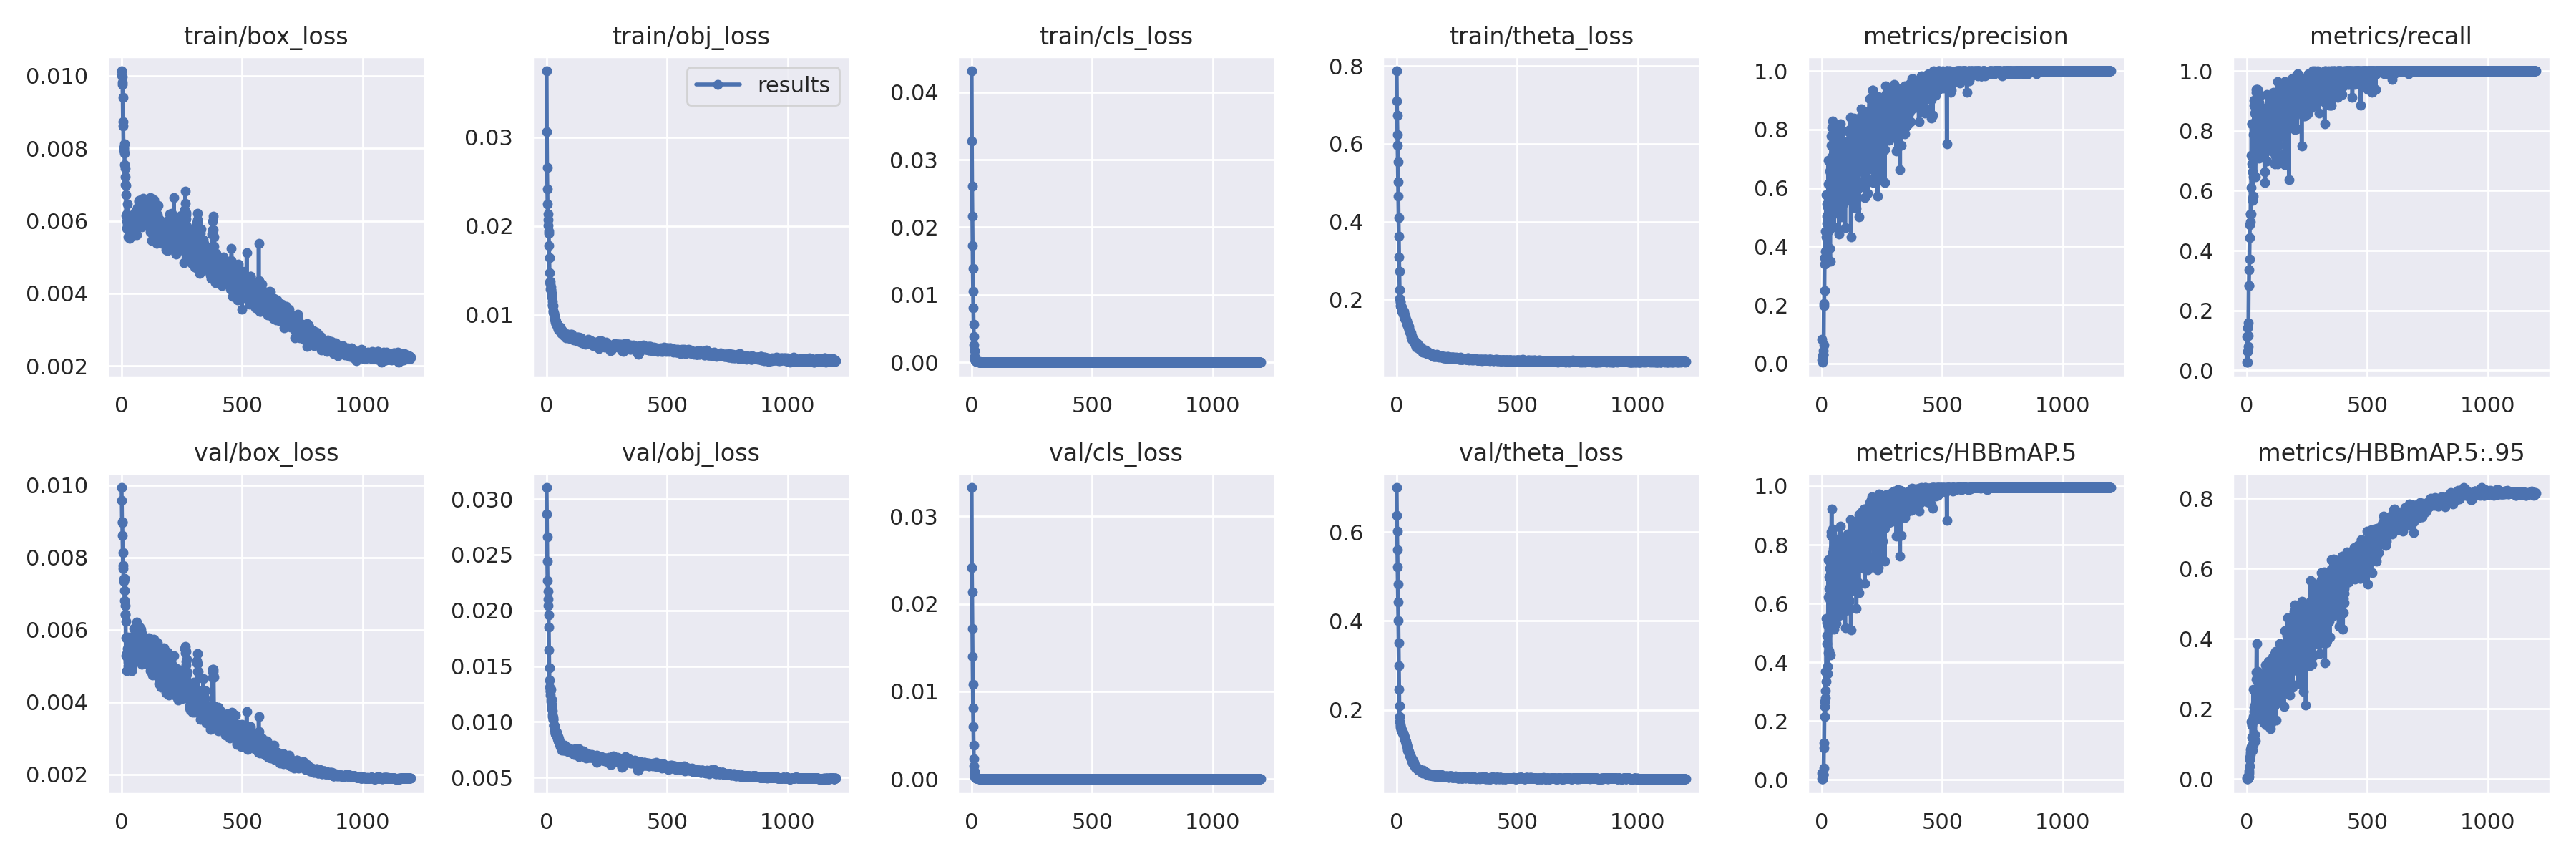 train/box_loss
0.010
0.008
0.006
0.004
0.002
0 500 1000
train/obj_loss
results
0.03
0.02
0.01
0 500 1000
train/cls_loss
0.04
0.03
0.02
0.01
0.00
0 500 1000
train/theta_loss
0.8
0.6
0.4
0.2
0 500 1000
metrics/precision
1.0
0.8
0.6
0.4
0.2
0.0
0 500 1000
metrics/recall
1.0
0.8
0.6
0.4
0.2
0.0
0 500 1000
val/box_loss
0.010
0.008
0.006
0.004
0.002
0 500 1000
val/obj_loss
0.030
0.025
0.020
0.015
0.010
0.005
0 500 1000
val/cls_loss
0.03
0.02
0.01
0.00
0 500 1000
val/theta_loss
0.6
0.4
0.2
0 500 1000
metrics/HBBmAP.5
1.0
0.8
0.6
0.4
0.2
0.0
0 500 1000
metrics/HBBmAP.5:.95
0.8
0.6
0.4
0.2
0.0
0 500 1000